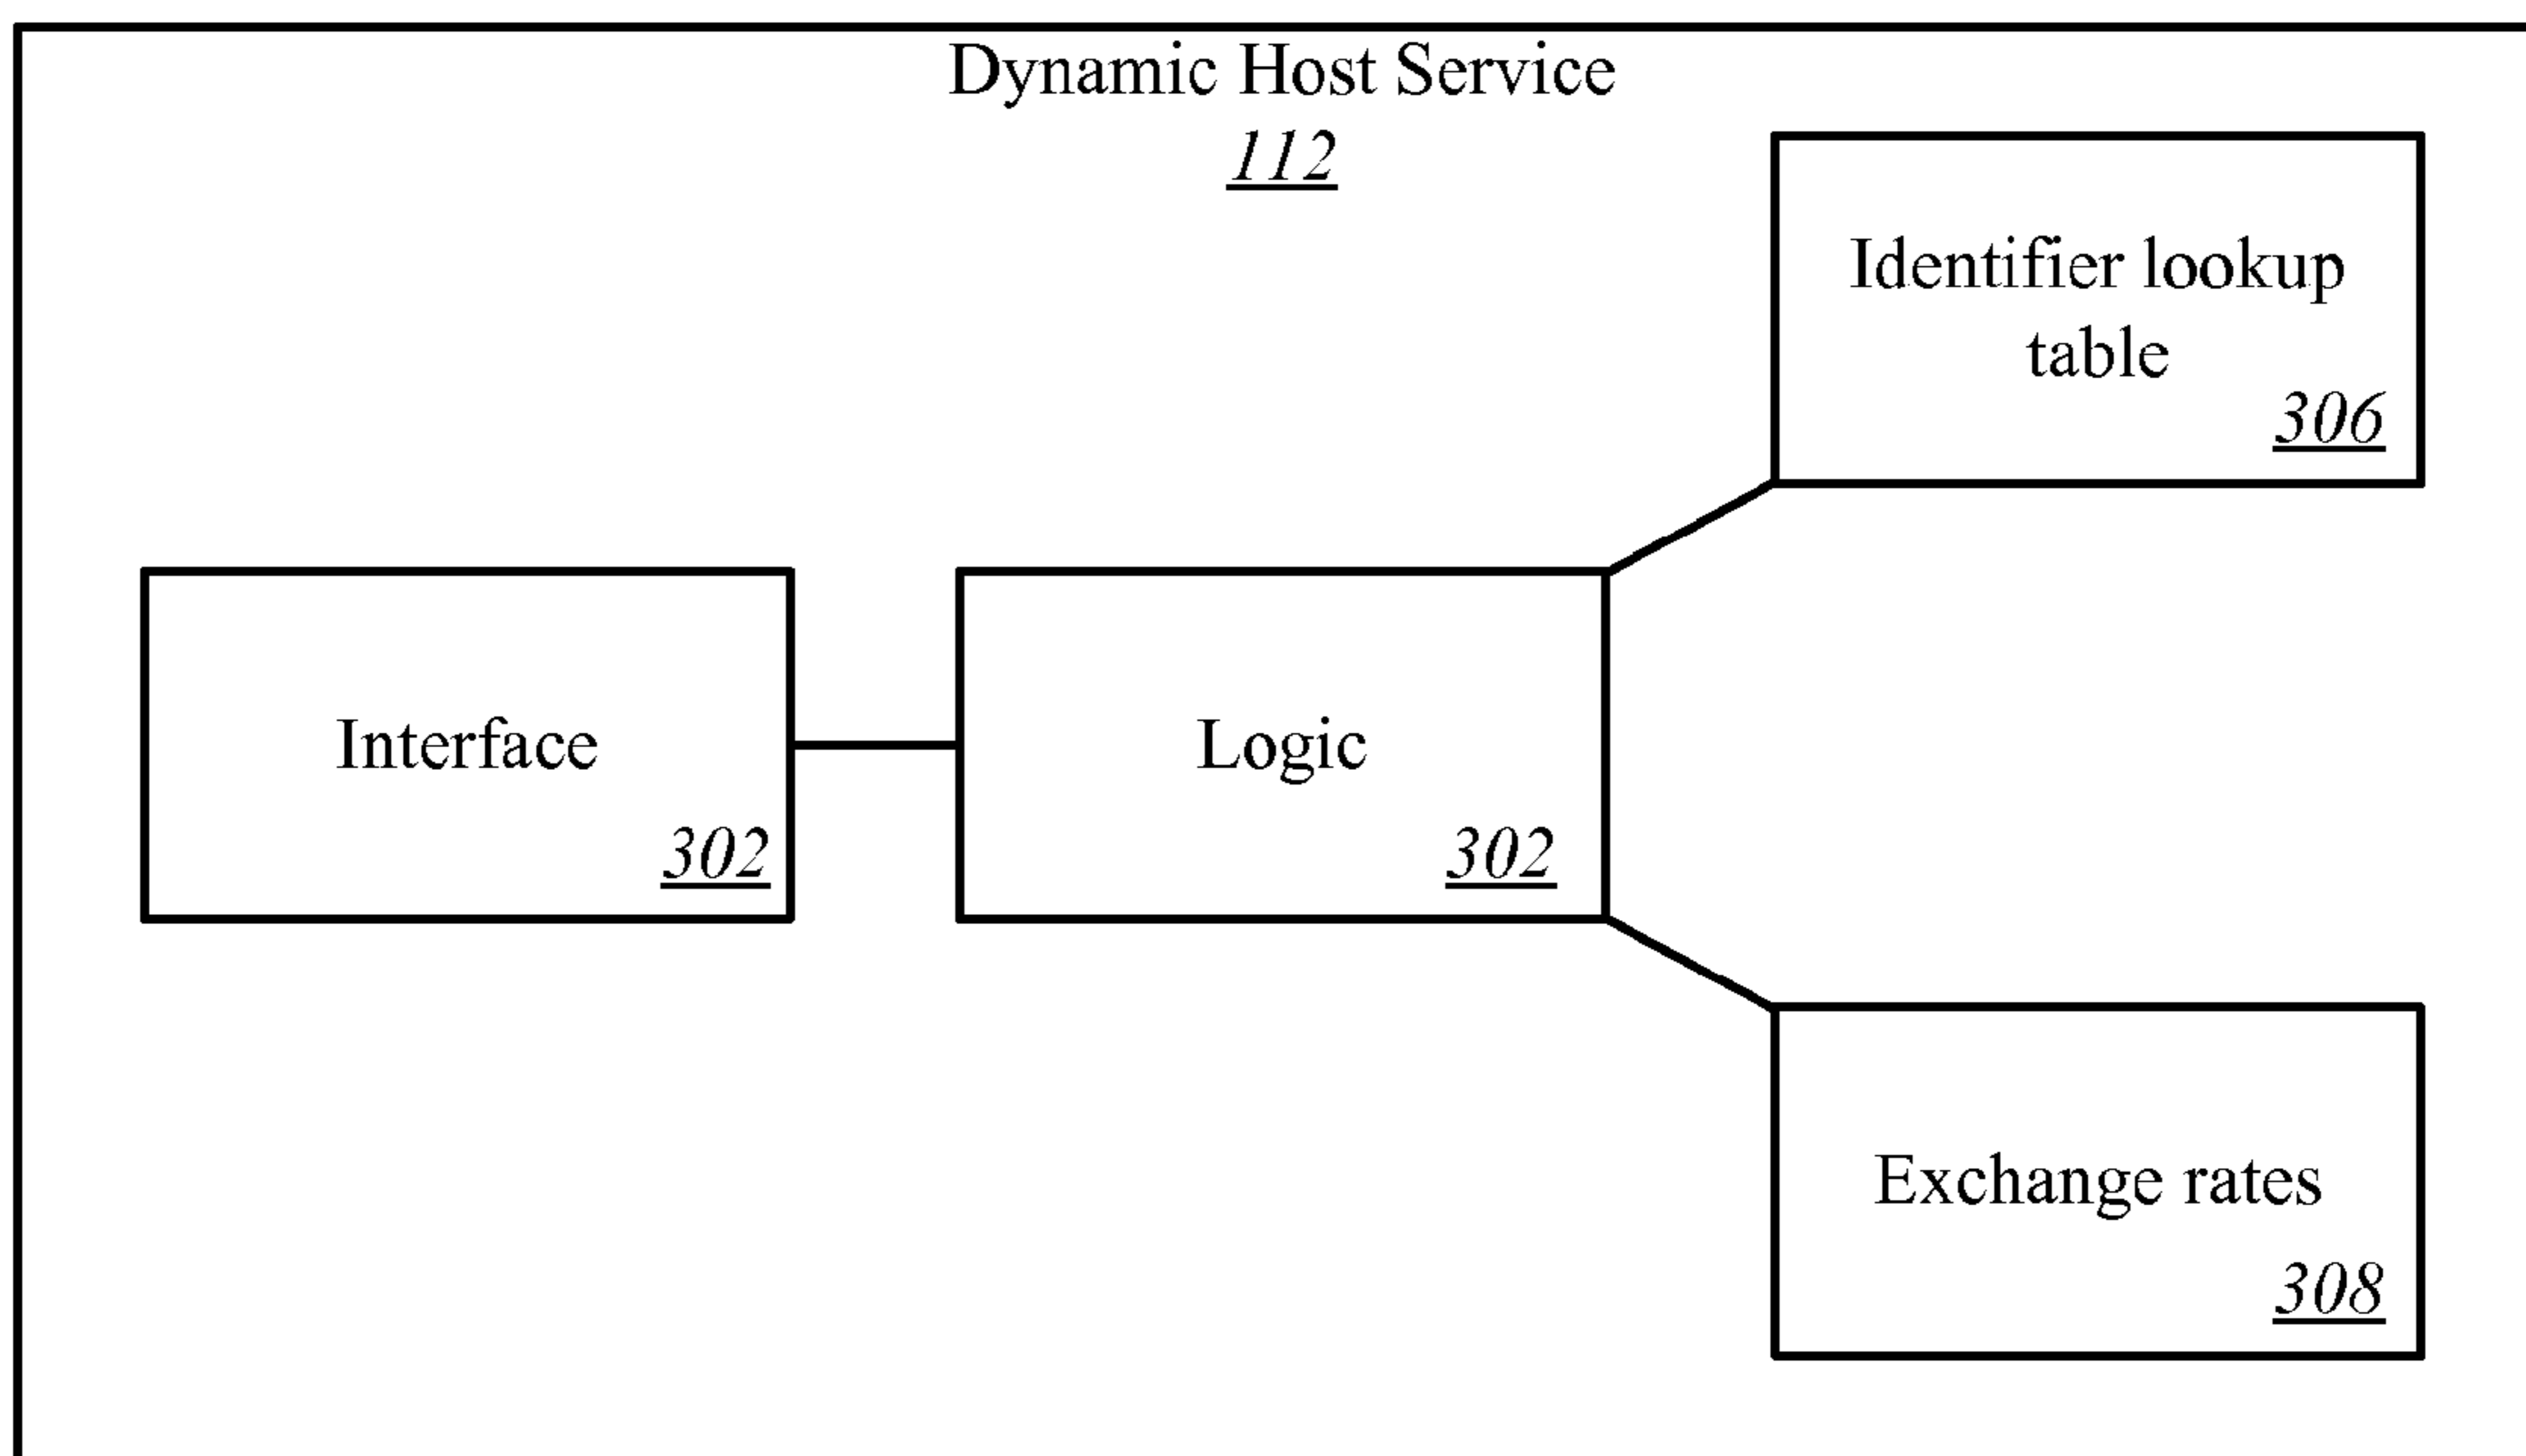 Dynamic Host Service
112
Identifier lookup
table
306
Interface
302
Logic
302
Exchange rates
308